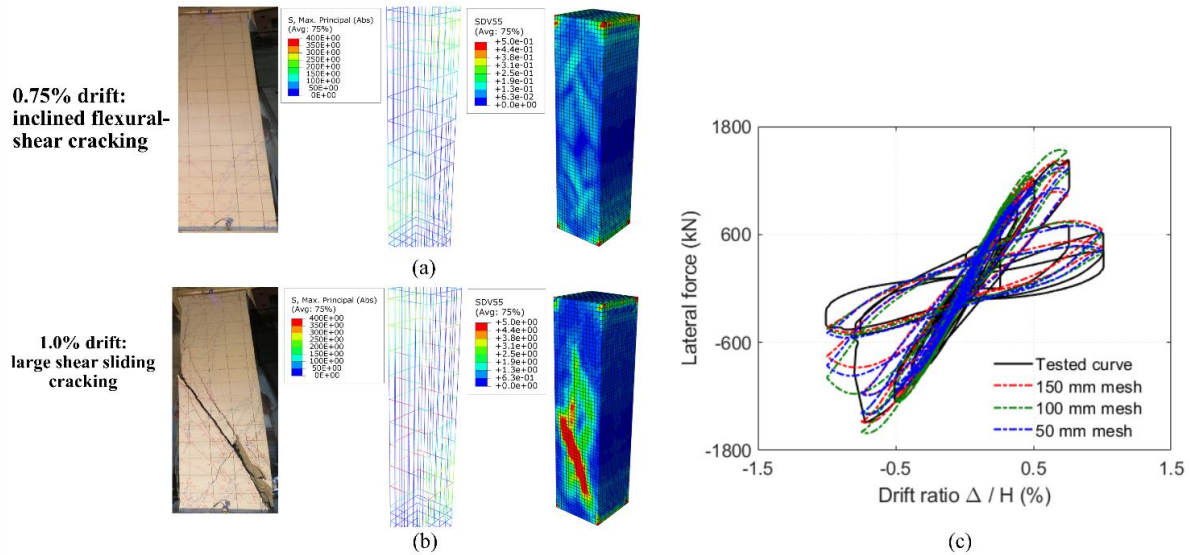 0.75% drift:
inclined flexural-
shear cracking
S, Max. Principal (Abs)
(Avg: 75%)
400E+00
350E+00
300E+00
250E+00
200E+00
150E+00
100E+00
50E+00
0E+00
SDV55
(Avg: 75%)
+5.0e-01
+4.4e-01
+3.8e-01
+3.1e-01
+2.5e-01
+1.9e-01
+1.3e-01
+6.3e-02
+0.0e+00
(a)
1.0% drift:
large shear sliding
cracking
S, Max. Principal (Abs)
(Avg: 75%)
400E+00
350E+00
300E+00
250E+00
200E+00
150E+00
100E+00
50E+00
0E+00
SDV55
(Avg: 75%)
+5.0e+00
+4.4e+00
+3.8e+00
+3.1e+00
+2.5e+00
+1.9e+00
+1.3e+00
+6.3e-01
+0.0e+00
(b)
Lateral force (kN)
1800
600
-600
-1800
Tested curve
150 mm mesh
100 mm mesh
50 mm mesh
-1.5
-0.5
0.5
1.5
Drift ratio Δ / H (%)
(c)